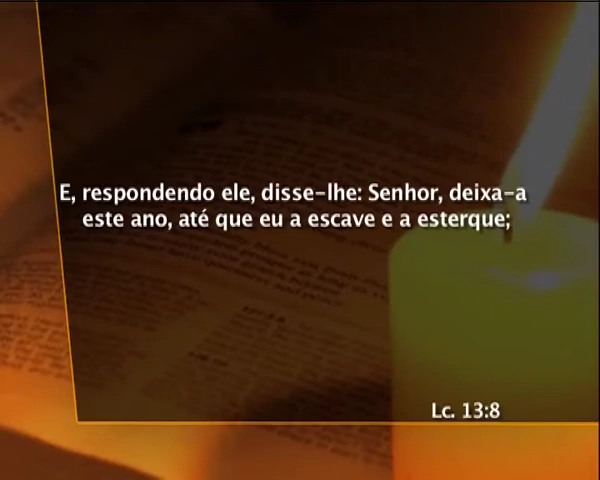 E, respondendo ele, disse-lhe: Senhor, deixa-a
este ano, até que eu a escave e a esterque;
Lc. 13:8